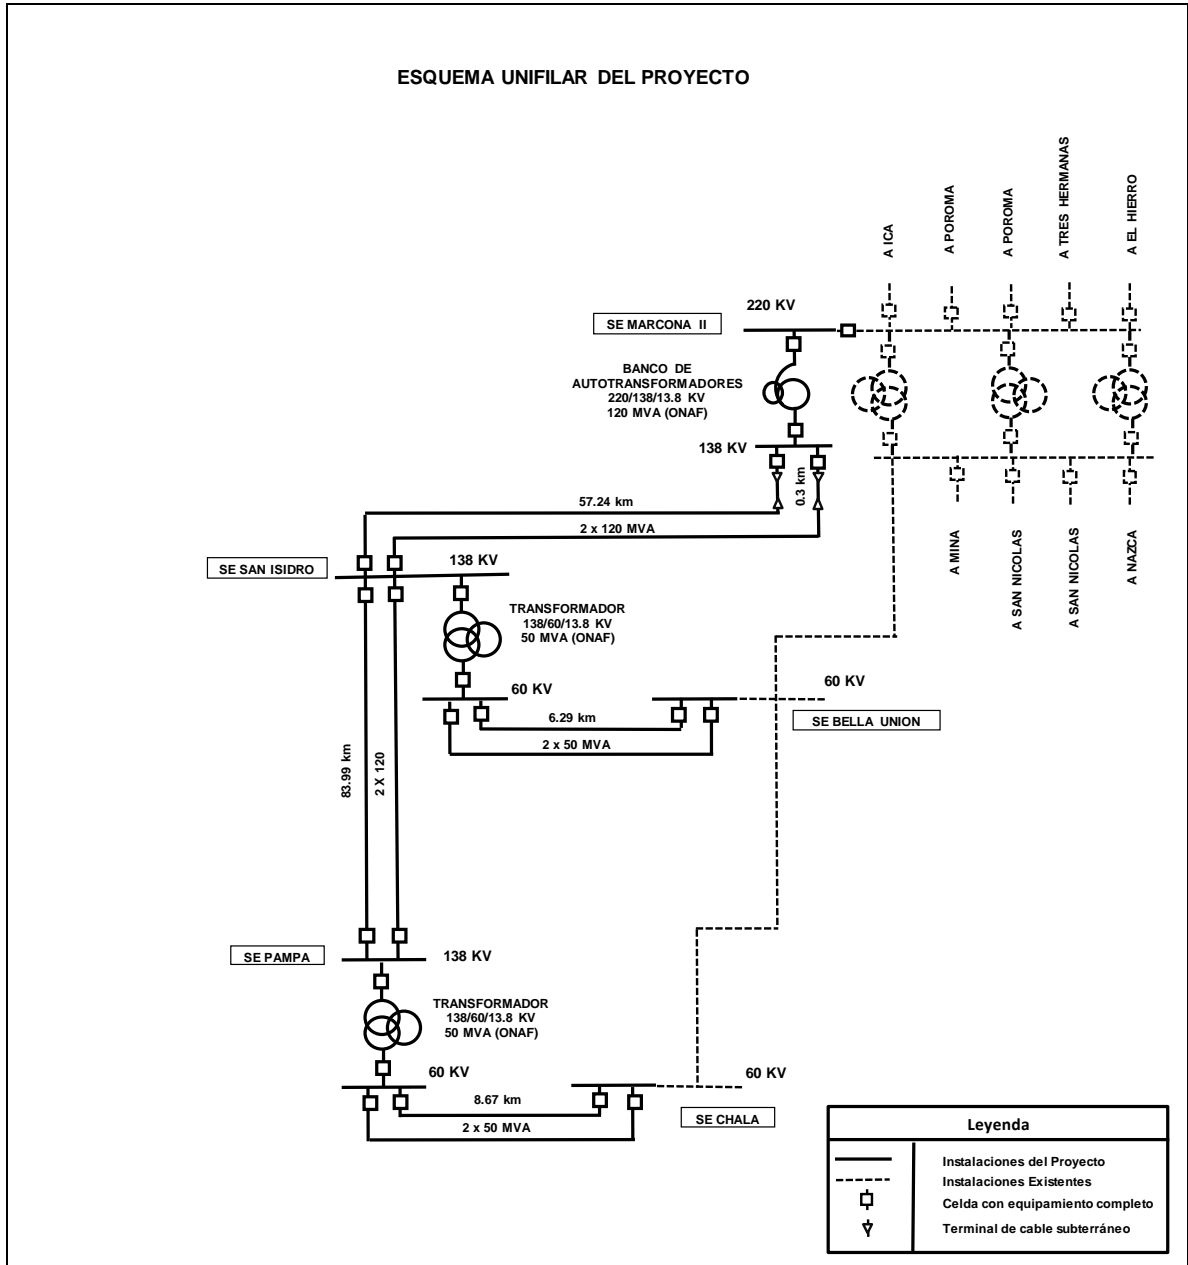 ESQUEMA UNIFILAR DEL PROYECTO
A ICA
A POROMA
A POROMA
A TRES HERMANAS
A EL HIERRO
220 KV
SE MARCONA II
BANCO DE
AUTOTRANSFORMADORES
220/138/13.8 KV
120 MVA (ONAF)
138 KV
0.3 km
57.24 km
2 x 120 MVA
A MINA
A SAN NICOLAS
A SAN NICOLAS
A NAZCA
SE SAN ISIDRO
138 KV
TRANSFORMADOR
138/60/13.8 KV
50 MVA (ONAF)
60 KV
60 KV
6.29 km
SE BELLA UNION
2 x 50 MVA
83.99 km
2 X 120
SE PAMPA
138 KV
TRANSFORMADOR
138/60/13.8 KV
50 MVA (ONAF)
60 KV
60 KV
8.67 km
SE CHALA
2 x 50 MVA
Leyenda
Instalaciones del Proyecto
Instalaciones Existentes
Celda con equipamiento completo
Terminal de cable subterráneo